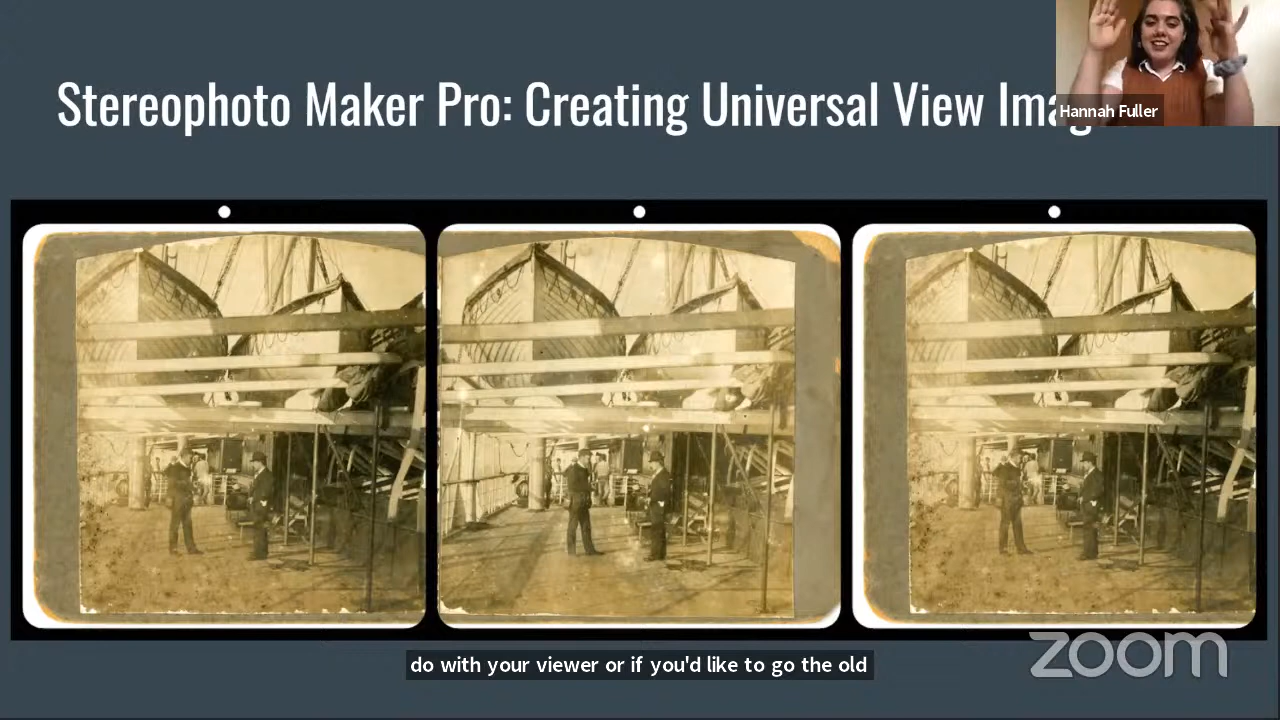 Stereophoto Maker Pro: Creating Universal View Imag
Hannah Fuller
do with your viewer or if you'd like to go the old
zoom